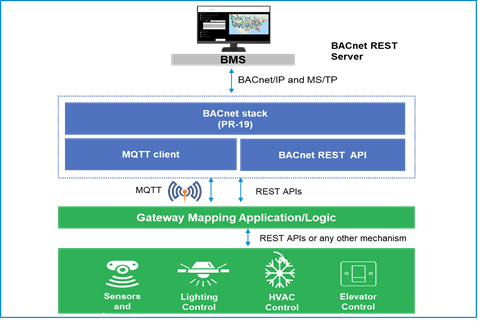 BACnet REST
Server
BMS
BACnet/IP and MS/TP
BACnet stack
(PR-19)
MQTT client
BACnet REST API
MQTT
REST APIs
Gateway Mapping Application/Logic
REST APIs or any other mechanism
Sensors
and
Lighting
Control
HVAC
Control
Elevator
Control